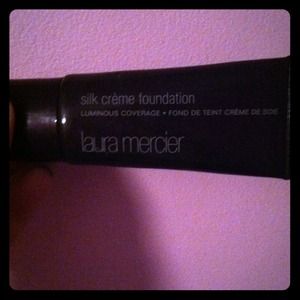 silk crème foundation
LUMINOUS COVERAGE • FOND DE TEINT CRÈME DE SOIE
laura mercier